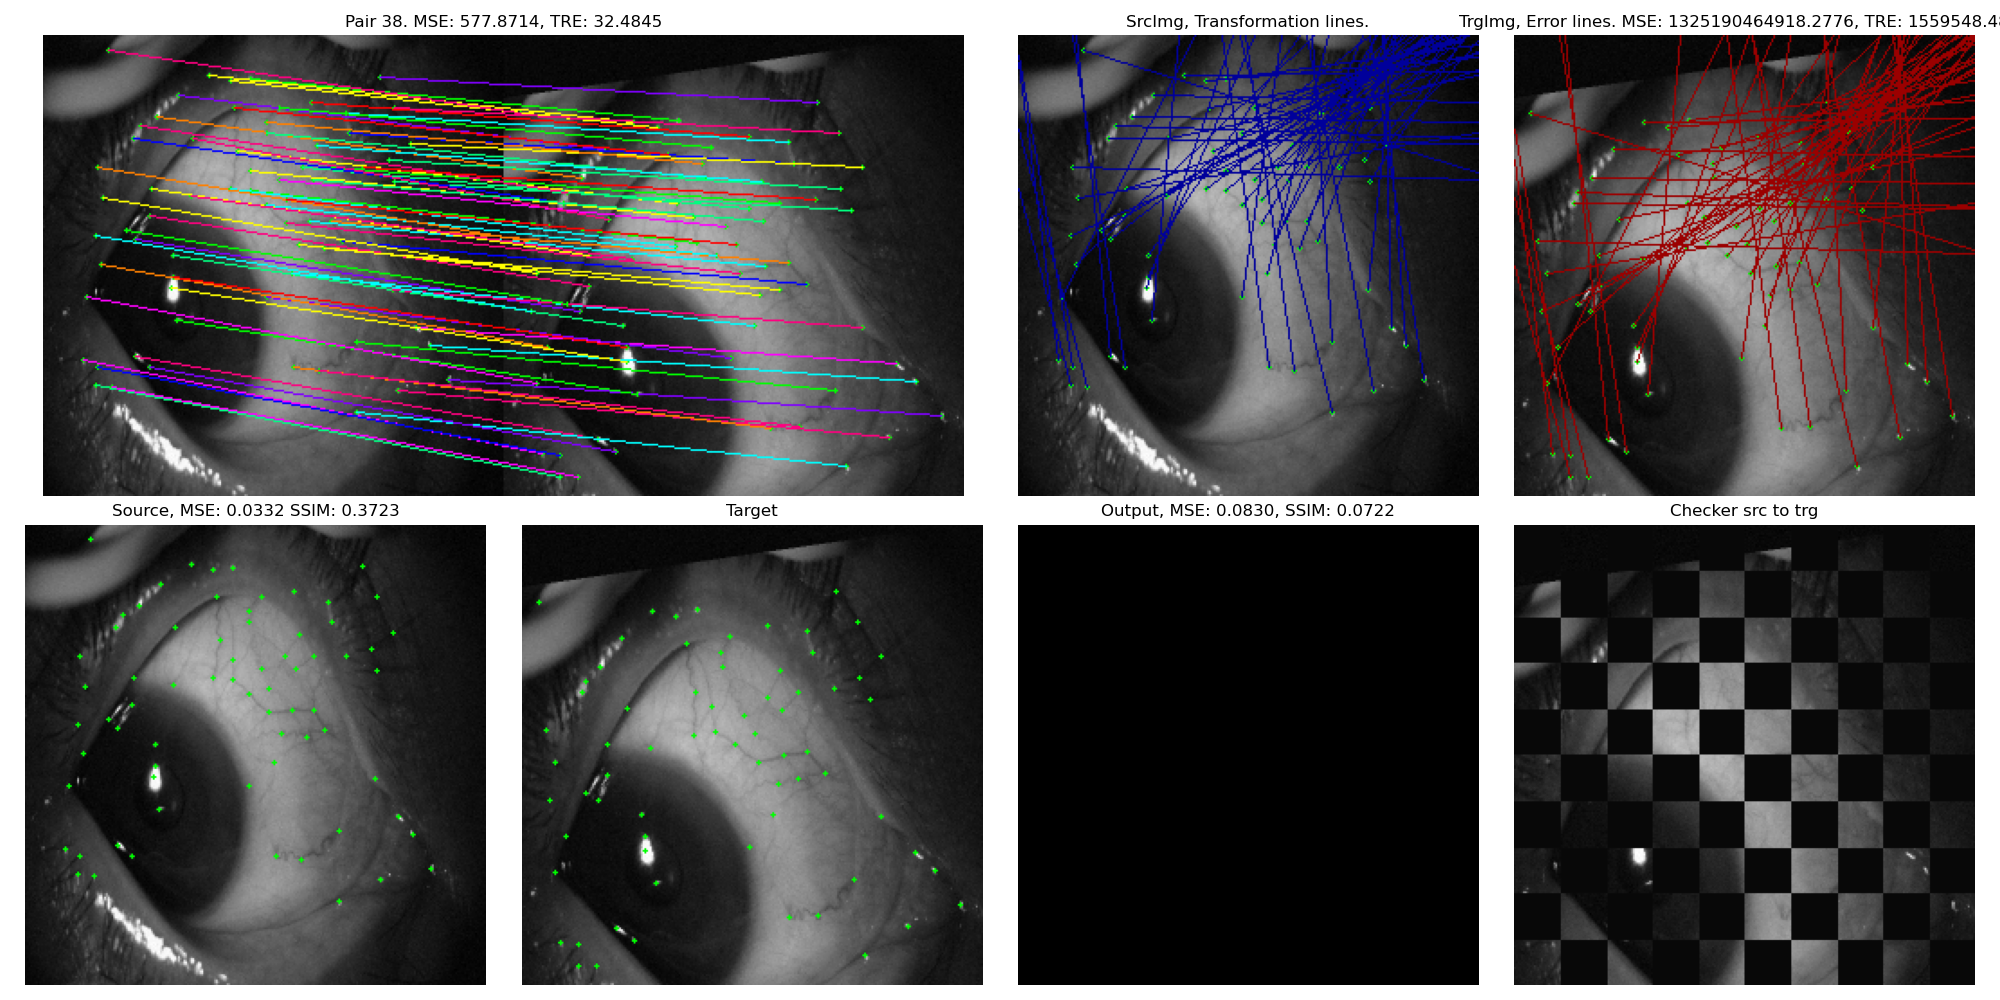 Pair 38. MSE: 577.8714, TRE: 32.4845
SrcImg, Transformation lines.
TrgImg, Error lines. MSE: 1325190464918.2776, TRE: 1559548.48
Source, MSE: 0.0332 SSIM: 0.3723
Target
Output, MSE: 0.0830, SSIM: 0.0722
Checker src to trg